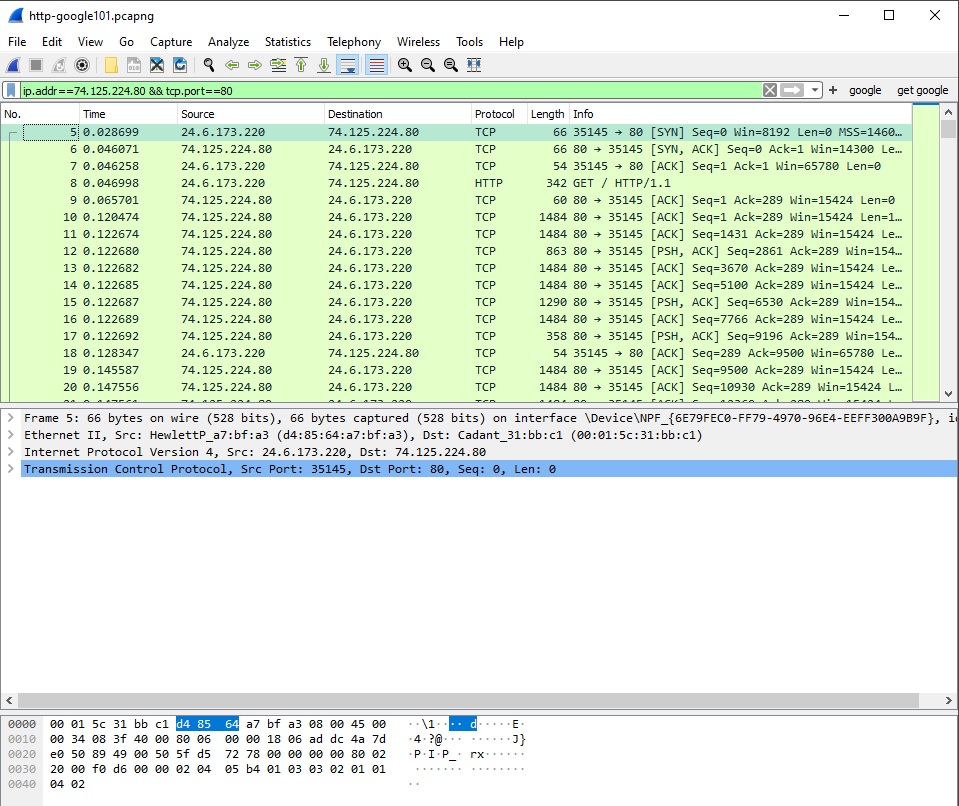 http-google101.pcapng
File Edit View Go Capture Analyze Statistics Telephony Wireless Tools Help
ip.addr==74.125.224.80 && tcp.port==80 + google get google
No. Time Source Destination Protocol Length Info
5 0.028699 24.6.173.220 74.125.224.80 TCP 66 35145 → 80 [SYN] Seq=0 Win=8192 Len=0 MSS=1460…
6 0.046071 74.125.224.80 24.6.173.220 TCP 66 80 → 35145 [SYN, ACK] Seq=0 Ack=1 Win=14300 Le…
7 0.046258 24.6.173.220 74.125.224.80 TCP 54 35145 → 80 [ACK] Seq=1 Ack=1 Win=65780 Len=0
8 0.046998 24.6.173.220 74.125.224.80 HTTP 342 GET / HTTP/1.1
9 0.065701 74.125.224.80 24.6.173.220 TCP 60 80 → 35145 [ACK] Seq=1 Ack=289 Win=15424 Len=0
10 0.120474 74.125.224.80 24.6.173.220 TCP 1484 80 → 35145 [ACK] Seq=1 Ack=289 Win=15424 Len=1…
11 0.122674 74.125.224.80 24.6.173.220 TCP 1484 80 → 35145 [ACK] Seq=1431 Ack=289 Win=15424 Le…
12 0.122680 74.125.224.80 24.6.173.220 TCP 863 80 → 35145 [PSH, ACK] Seq=2861 Ack=289 Win=154…
13 0.122682 74.125.224.80 24.6.173.220 TCP 1484 80 → 35145 [ACK] Seq=3670 Ack=289 Win=15424 Le…
14 0.122685 74.125.224.80 24.6.173.220 TCP 1484 80 → 35145 [ACK] Seq=5100 Ack=289 Win=15424 Le…
15 0.122687 74.125.224.80 24.6.173.220 TCP 1290 80 → 35145 [PSH, ACK] Seq=6530 Ack=289 Win=154…
16 0.122689 74.125.224.80 24.6.173.220 TCP 1484 80 → 35145 [ACK] Seq=7766 Ack=289 Win=15424 Le…
17 0.122692 74.125.224.80 24.6.173.220 TCP 358 80 → 35145 [PSH, ACK] Seq=9196 Ack=289 Win=154…
18 0.128347 24.6.173.220 74.125.224.80 TCP 54 35145 → 80 [ACK] Seq=289 Ack=9500 Win=65780 Le…
19 0.145587 74.125.224.80 24.6.173.220 TCP 1484 80 → 35145 [ACK] Seq=9500 Ack=289 Win=15424 Le…
20 0.147556 74.125.224.80 24.6.173.220 TCP 1484 80 → 35145 [ACK] Seq=10930 Ack=289 Win=15424 L…
Frame 5: 66 bytes on wire (528 bits), 66 bytes captured (528 bits) on interface \Device\NPF_{6E79FEC0-FF79-4970-96E4-EEFF300A9B9F}, i
Ethernet II, Src: HewlettP_a7:bf:a3 (d4:85:64:a7:bf:a3), Dst: Cadant_31:bb:c1 (00:01:5c:31:bb:c1)
Internet Protocol Version 4, Src: 24.6.173.220, Dst: 74.125.224.80
Transmission Control Protocol, Src Port: 35145, Dst Port: 80, Seq: 0, Len: 0
0000 00 01 5c 31 bb c1 d4 85 64 a7 bf a3 08 00 45 00 ··\1···· d·····E·
0010 00 34 08 3f 40 00 80 06 00 00 18 06 ad dc 4a 7d ·4·?@··· ······J}
0020 e0 50 89 49 00 50 5f d5 72 78 00 00 00 00 80 02 ·P·I·P_· rx······
0030 20 00 f0 d6 00 00 02 04 05 b4 01 03 03 02 01 01 ······· ········
0040 04 02 ··